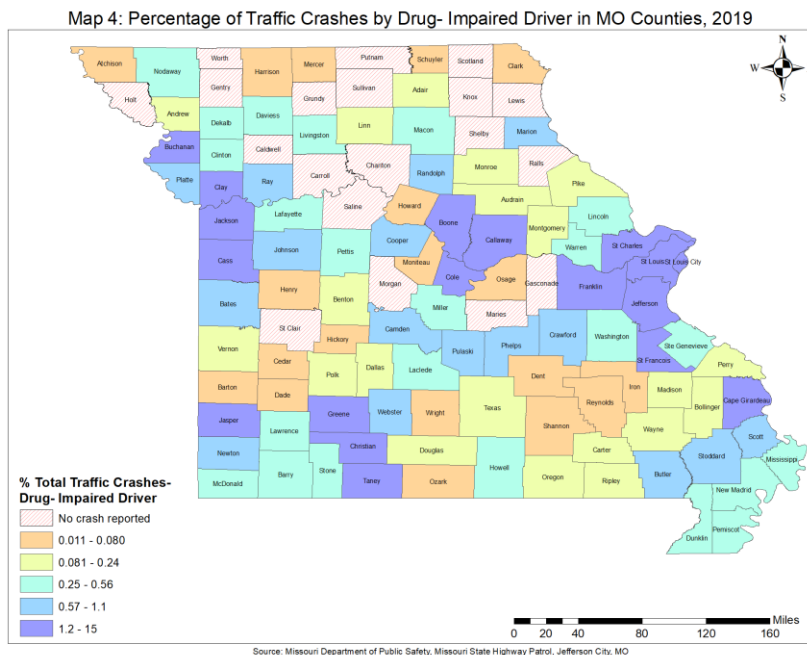 Map 4: Percentage of Traffic Crashes by Drug- Impaired Driver in MO Counties, 2019
N
W
E
S
Atchison
Nodaway
Worth
Harrison
Mercer
Putnam
Schuyler
Scotland
Clark
Holt
Gentry
Grundy
Sullivan
Adair
Knox
Lewis
Andrew
Dekalb
Daviess
Livingston
Linn
Macon
Shelby
Marion
Buchanan
Clinton
Caldwell
Carroll
Chariton
Randolph
Monroe
Ralls
Platte
Clay
Ray
Pike
Audrain
Saline
Howard
Boone
Callaway
Montgomery
Lincoln
Jackson
Lafayette
Warren
St Charles
Cass
Johnson
Pettis
Cooper
Moniteau
Cole
Osage
Gasconade
Franklin
St Louis
St Louis City
Jefferson
Bates
Henry
Benton
Morgan
Miller
Maries
St Clair
Camden
Pulaski
Phelps
Crawford
Washington
Ste Genevieve
Vernon
Hickory
St Francois
Perry
Cedar
Polk
Dallas
Laclede
Dent
Iron
Madison
Barton
Dade
Reynolds
Bollinger
Cape Girardeau
Jasper
Greene
Webster
Wright
Texas
Shannon
Wayne
Lawrence
Christian
Douglas
Carter
Scott
Newton
Stoddard
Mississippi
McDonald
Barry
Stone
Taney
Ozark
Howell
Oregon
Ripley
Butler
New Madrid
Dunklin
Pemiscot
% Total Traffic Crashes-
Drug- Impaired Driver
No crash reported
0.011 - 0.080
0.081 - 0.24
0.25 - 0.56
0.57 - 1.1
1.2 - 15
Miles
0 20 40 80 120 160
Source: Missouri Department of Public Safety, Missouri State Highway Patrol, Jefferson City, MO